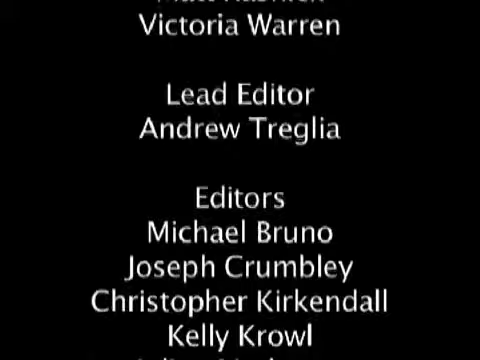 Victoria Warren
Lead Editor
Andrew Treglia
Editors
Michael Bruno
Joseph Crumbley
Christopher Kirkendall
Kelly Krowl